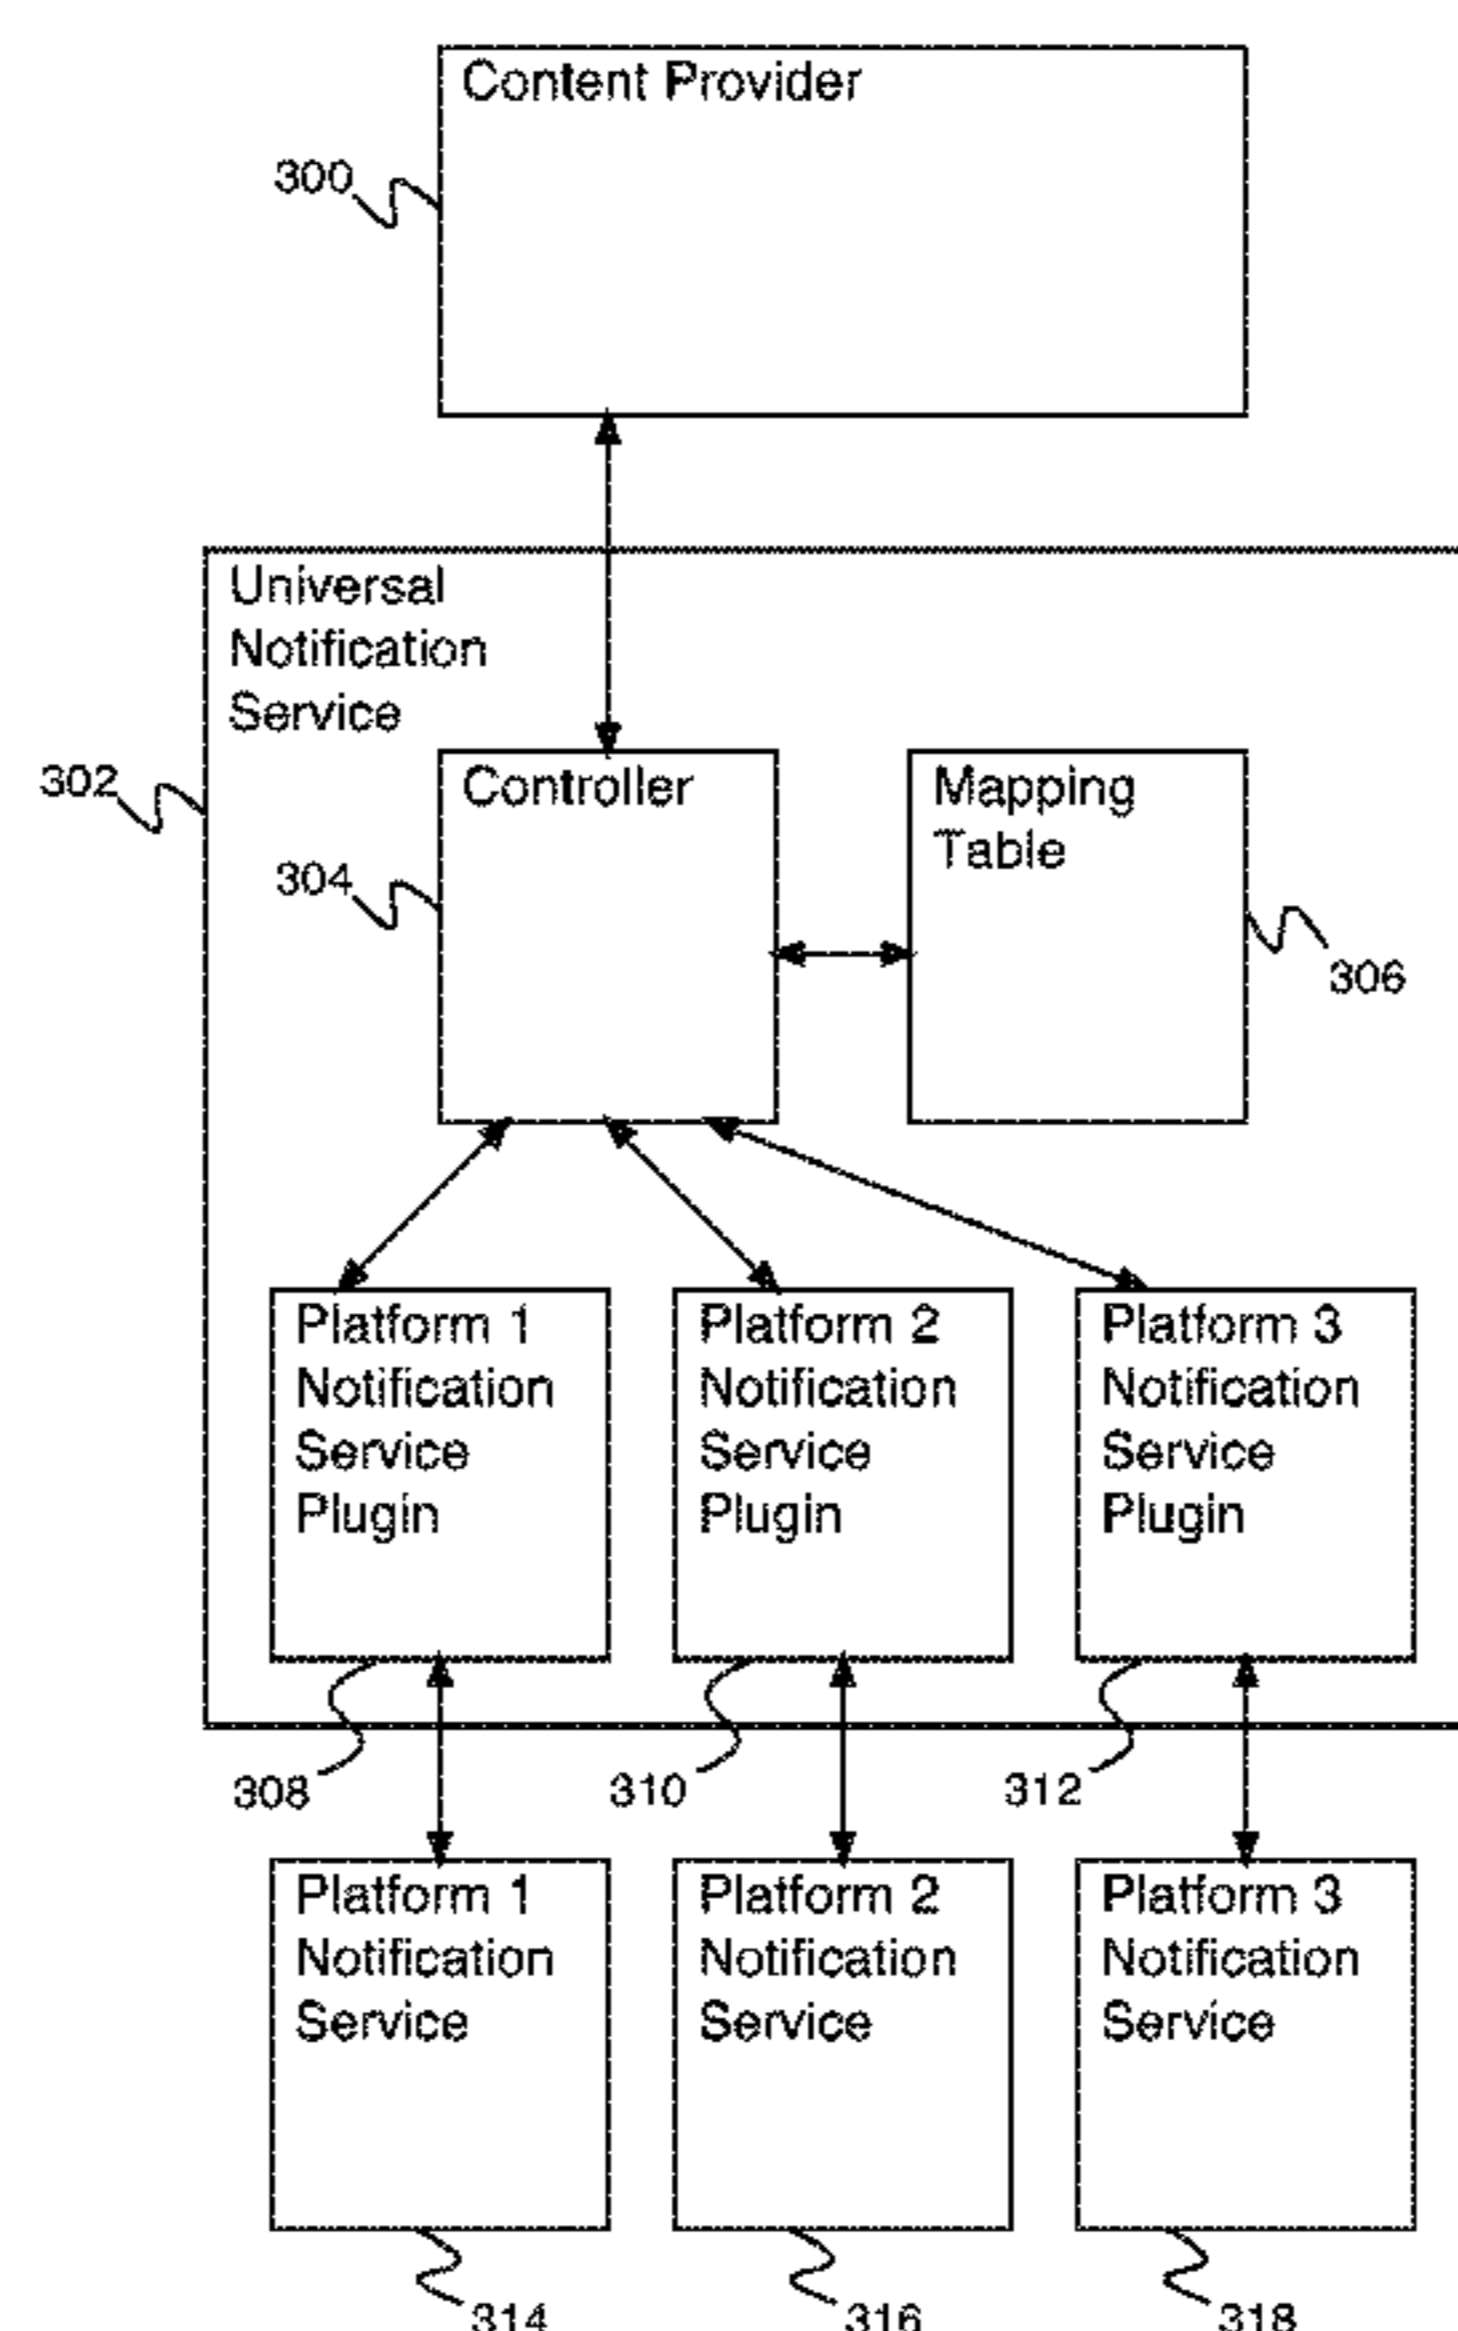 Content Provider
300
Universal
Notification
Service
302
Controller
304
Mapping
Table
306
Platform 1
Notification
Service
Plugin
Platform 2
Notification
Service
Plugin
Platform 3
Notification
Service
Plugin
308
310
312
Platform 1
Notification
Service
Platform 2
Notification
Service
Platform 3
Notification
Service
314
316
318